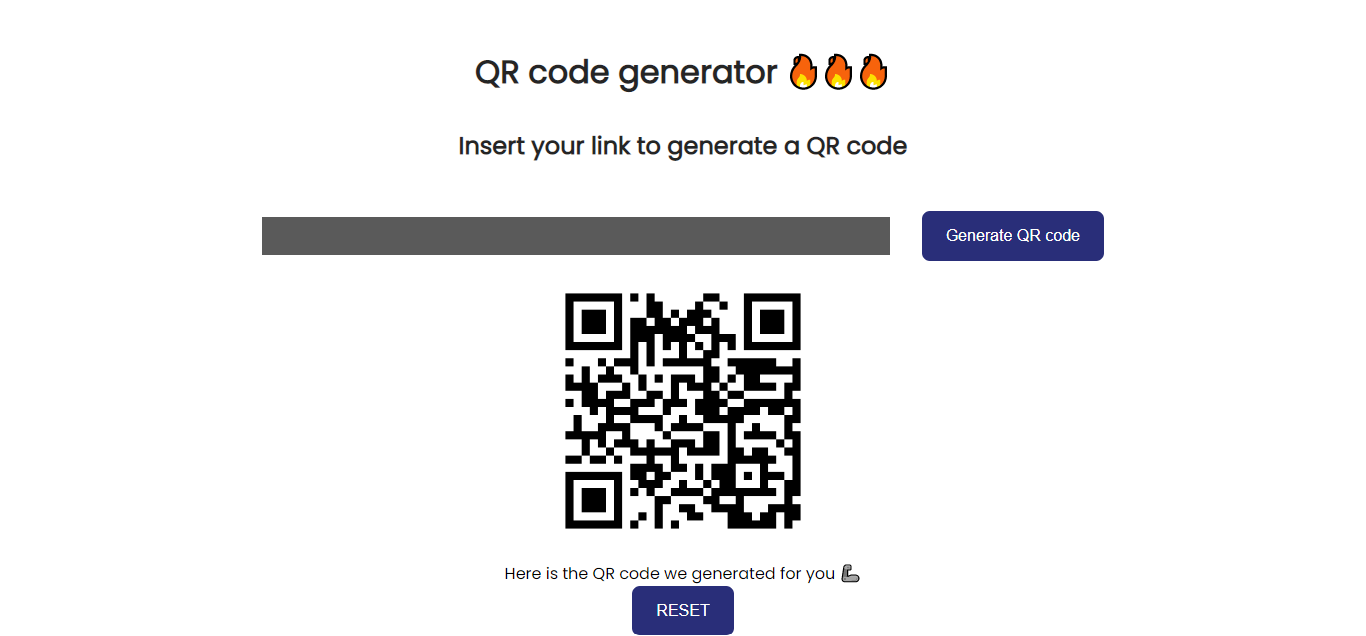 QR code generator 🔥🔥🔥
Insert your link to generate a QR code
Generate QR code
Here is the QR code we generated for you 🦾
RESET